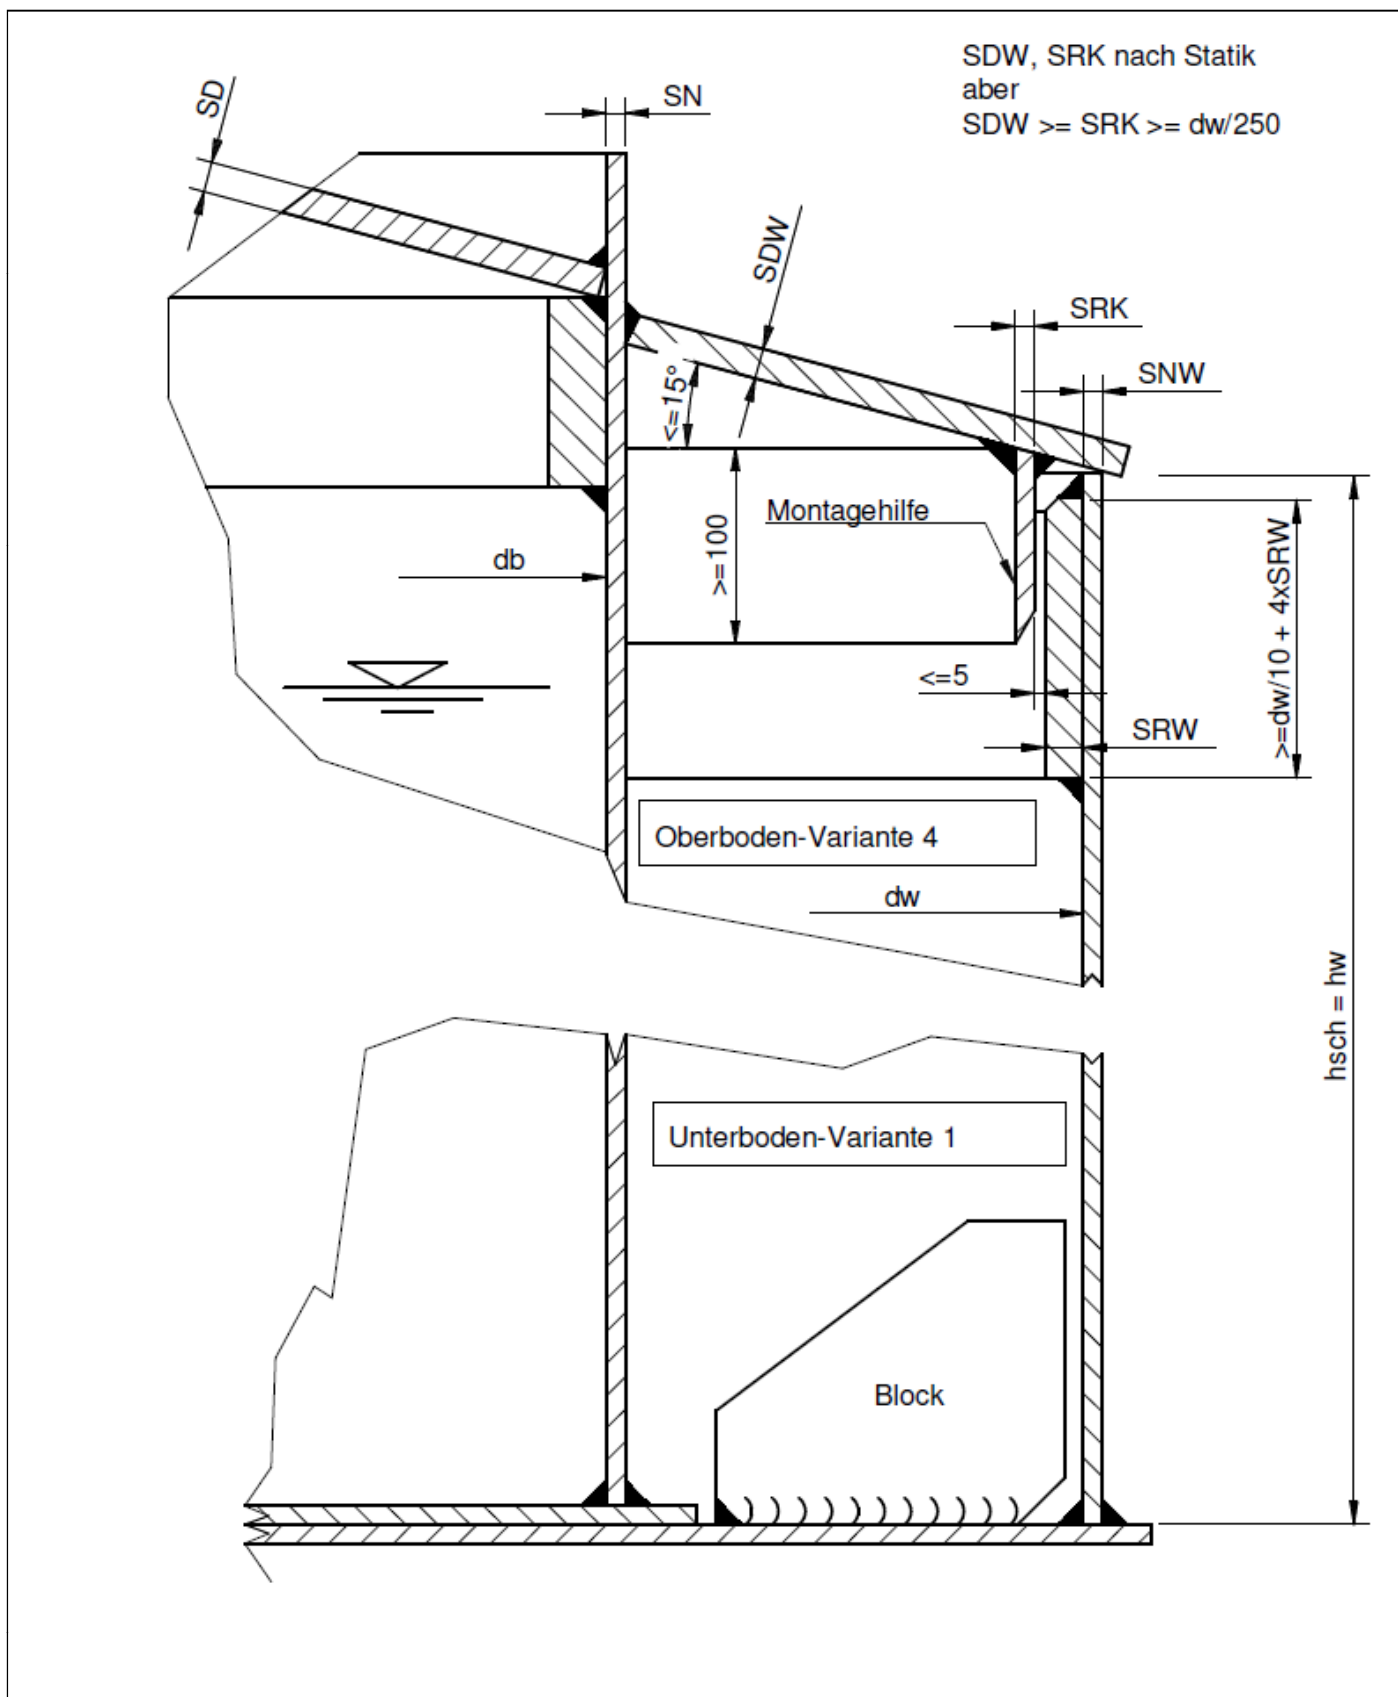 SDW, SRK nach Statik
aber
SDW >= SRK >= dw/250
SD
SN
SDW
SRK
SNW
<=15°
>=100
Montagehilfe
db
<=5
SRW
>=dw/10 + 4xSRW
Oberboden-Variante 4
dw
hsch = hw
Unterboden-Variante 1
Block